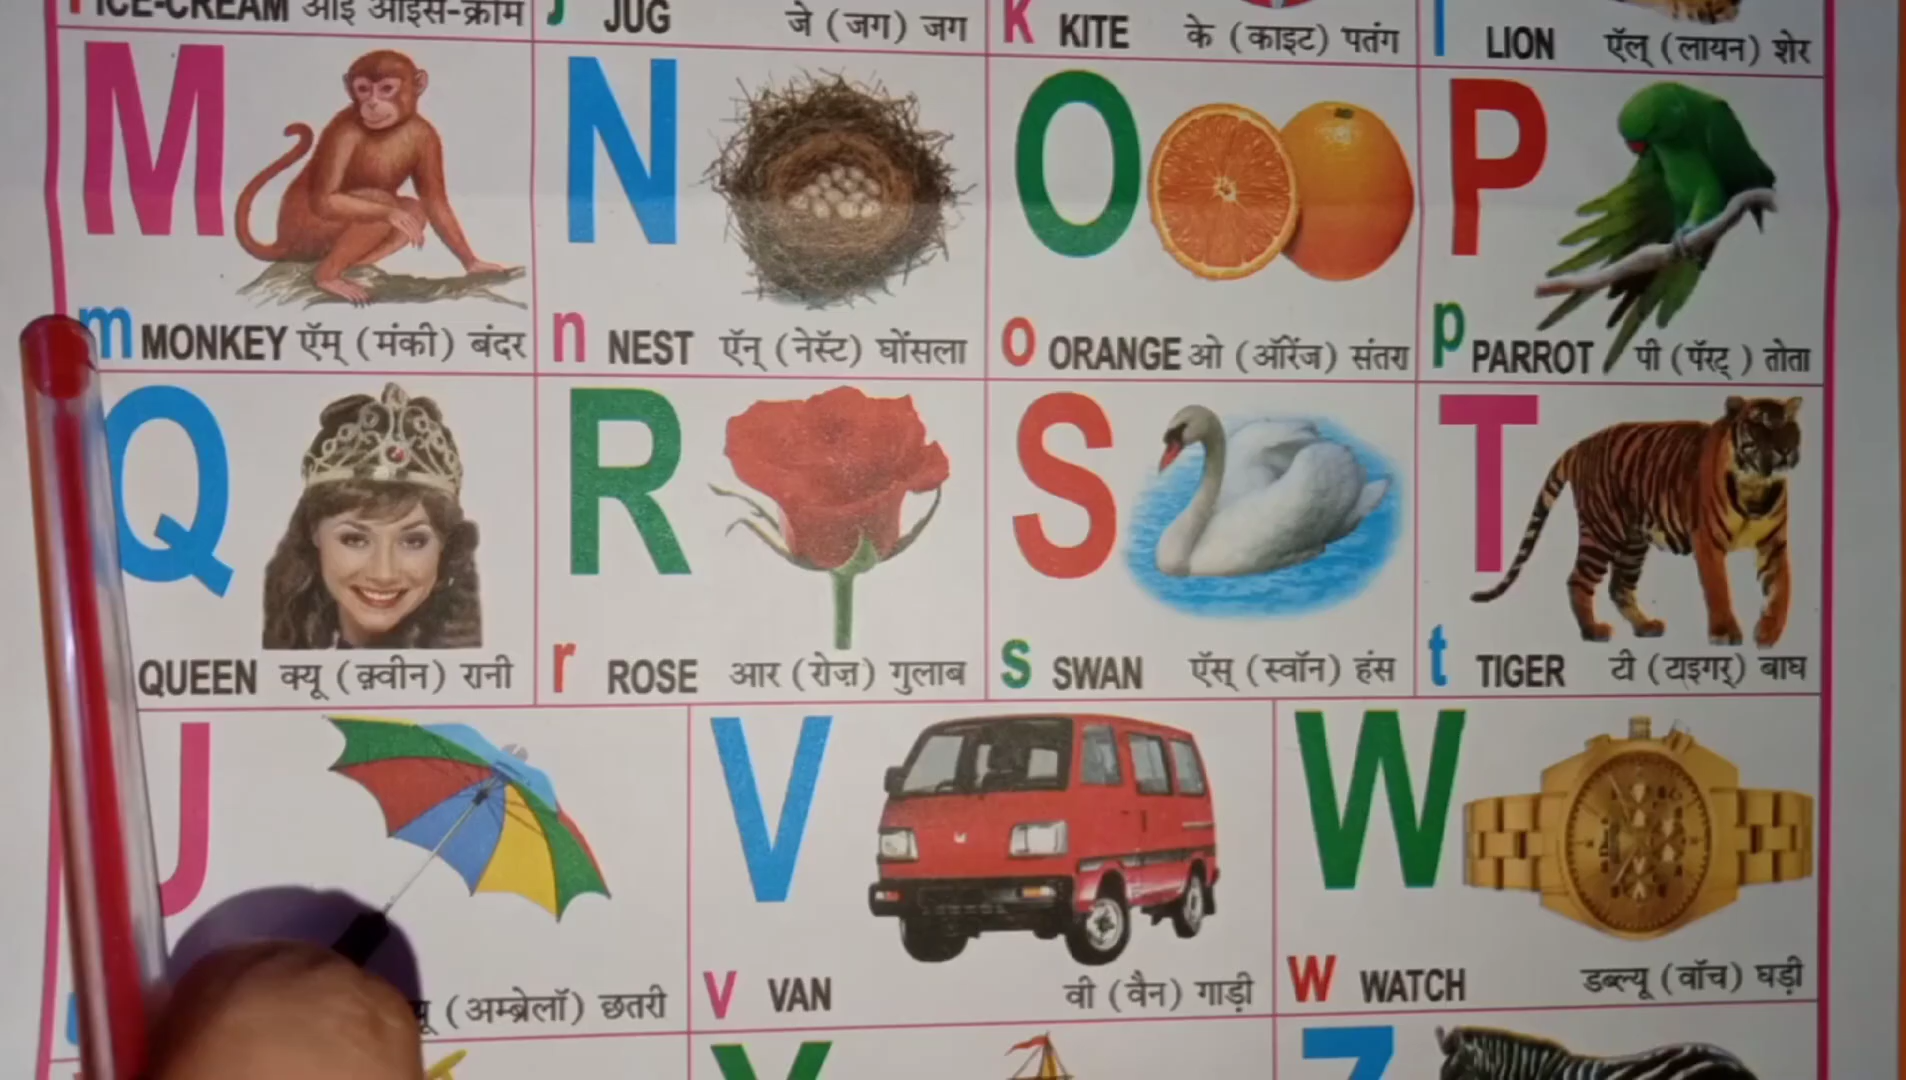 ICE-CREAM आई आईस-क्रीम J JUG जे (जग) जग K KITE के (काइट) पतंग l LION ऍल् (लायन) शेर
M N O P
m MONKEY ऍम् (मंकी) बंदर n NEST ऍन् (नेस्ट) घोंसला o ORANGE ओ (ऑरेंज) संतरा p PARROT पी (पॅरट्) तोता
Q R S T
QUEEN क्यू (क़्वीन) रानी r ROSE आर (रोज़) गुलाब s SWAN ऍस् (स्वॉन) हंस t TIGER टी (टाइगर्) बाघ
U V W
(अम्ब्रेलॉ) छतरी v VAN वी (वैन) गाड़ी w WATCH डब्ल्यू (वॉच) घड़ी
Y Z